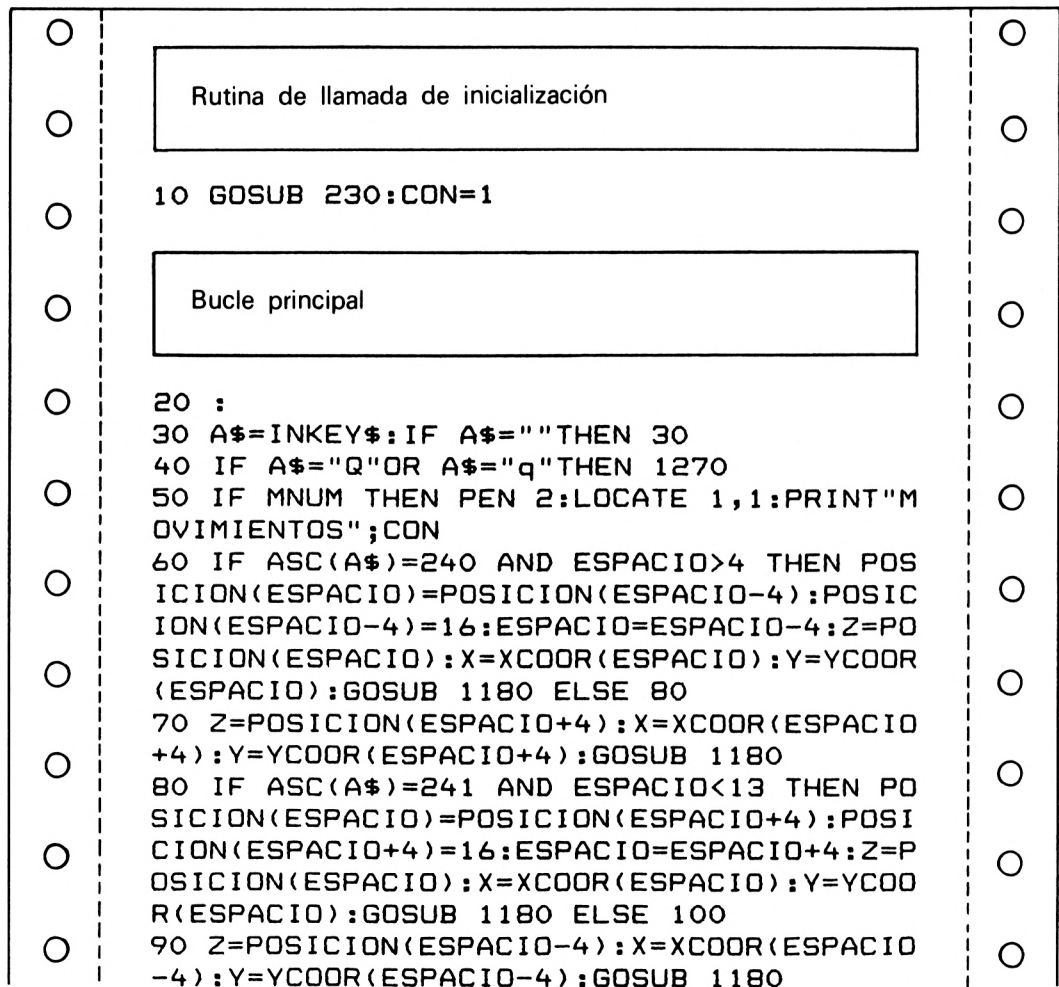 Rutina de llamada de inicialización
10 GOSUB 230:CON=1
Bucle principal
20 :
30 A$=INKEY$:IF A$=""THEN 30
40 IF A$="Q"OR A$="q"THEN 1270
50 IF MNUM THEN PEN 2:LOCATE 1,1:PRINT"M
OVIMIENTOS";CON
60 IF ASC(A$)=240 AND ESPACIO>4 THEN POS
ICION(ESPACIO)=POSICION(ESPACIO-4):POSIC
ION(ESPACIO-4)=16:ESPACIO=ESPACIO-4:Z=PO
SICION(ESPACIO):X=XCOOR(ESPACIO):Y=YCOOR
(ESPACIO):GOSUB 1180 ELSE 80
70 Z=POSICION(ESPACIO+4):X=XCOOR(ESPACIO
+4):Y=YCOOR(ESPACIO+4):GOSUB 1180
80 IF ASC(A$)=241 AND ESPACIO<13 THEN PO
SICION(ESPACIO)=POSICION(ESPACIO+4):POSI
CION(ESPACIO+4)=16:ESPACIO=ESPACIO+4:Z=P
OSICION(ESPACIO):X=XCOOR(ESPACIO):Y=YCOO
R(ESPACIO):GOSUB 1180 ELSE 100
90 Z=POSICION(ESPACIO-4):X=XCOOR(ESPACIO
-4):Y=YCOOR(ESPACIO-4):GOSUB 1180